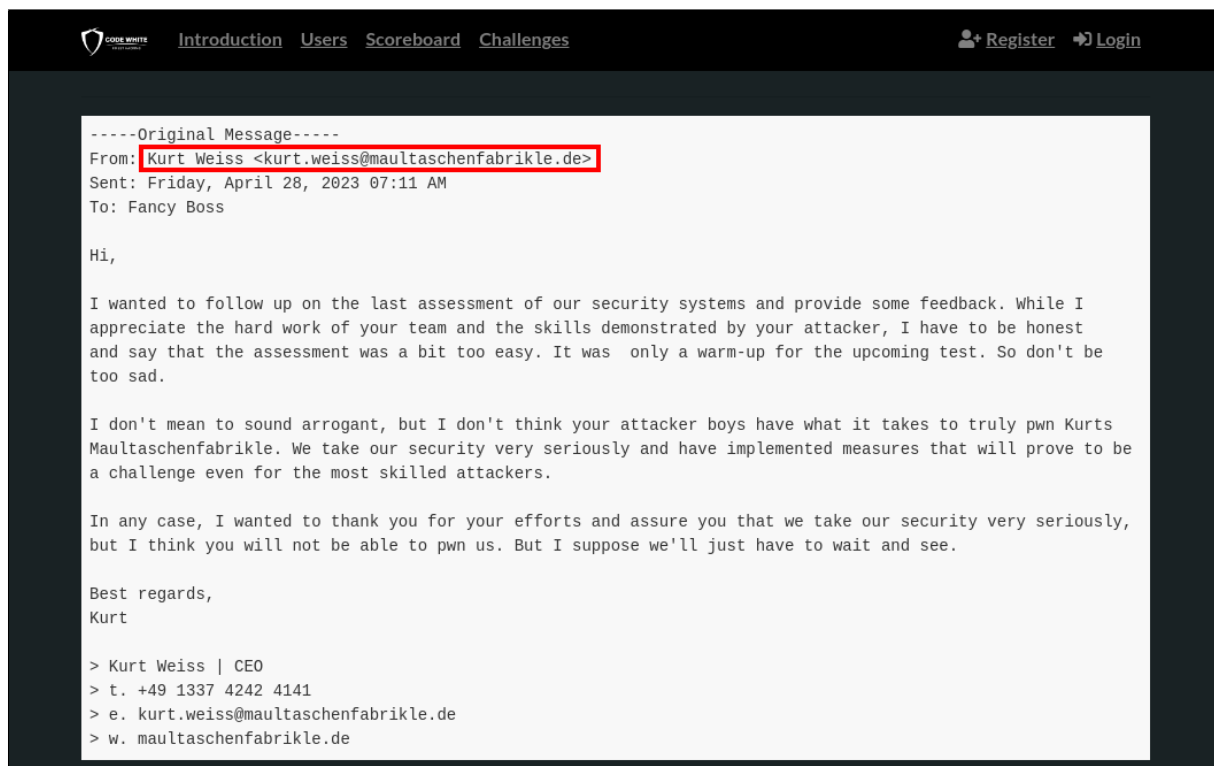 CODE WHITE
Introduction Users Scoreboard Challenges Register Login
-----Original Message-----
From: Kurt Weiss <kurt.weiss@maultaschenfabrikle.de>
Sent: Friday, April 28, 2023 07:11 AM
To: Fancy Boss
Hi,
I wanted to follow up on the last assessment of our security systems and provide some feedback. While I
appreciate the hard work of your team and the skills demonstrated by your attacker, I have to be honest
and say that the assessment was a bit too easy. It was  only a warm-up for the upcoming test. So don't be
too sad.
I don't mean to sound arrogant, but I don't think your attacker boys have what it takes to truly pwn Kurts
Maultaschenfabrikle. We take our security very seriously and have implemented measures that will prove to be
a challenge even for the most skilled attackers.
In any case, I wanted to thank you for your efforts and assure you that we take our security very seriously,
but I think you will not be able to pwn us. But I suppose we'll just have to wait and see.
Best regards,
Kurt
> Kurt Weiss | CEO
> t. +49 1337 4242 4141
> e. kurt.weiss@maultaschenfabrikle.de
> w. maultaschenfabrikle.de